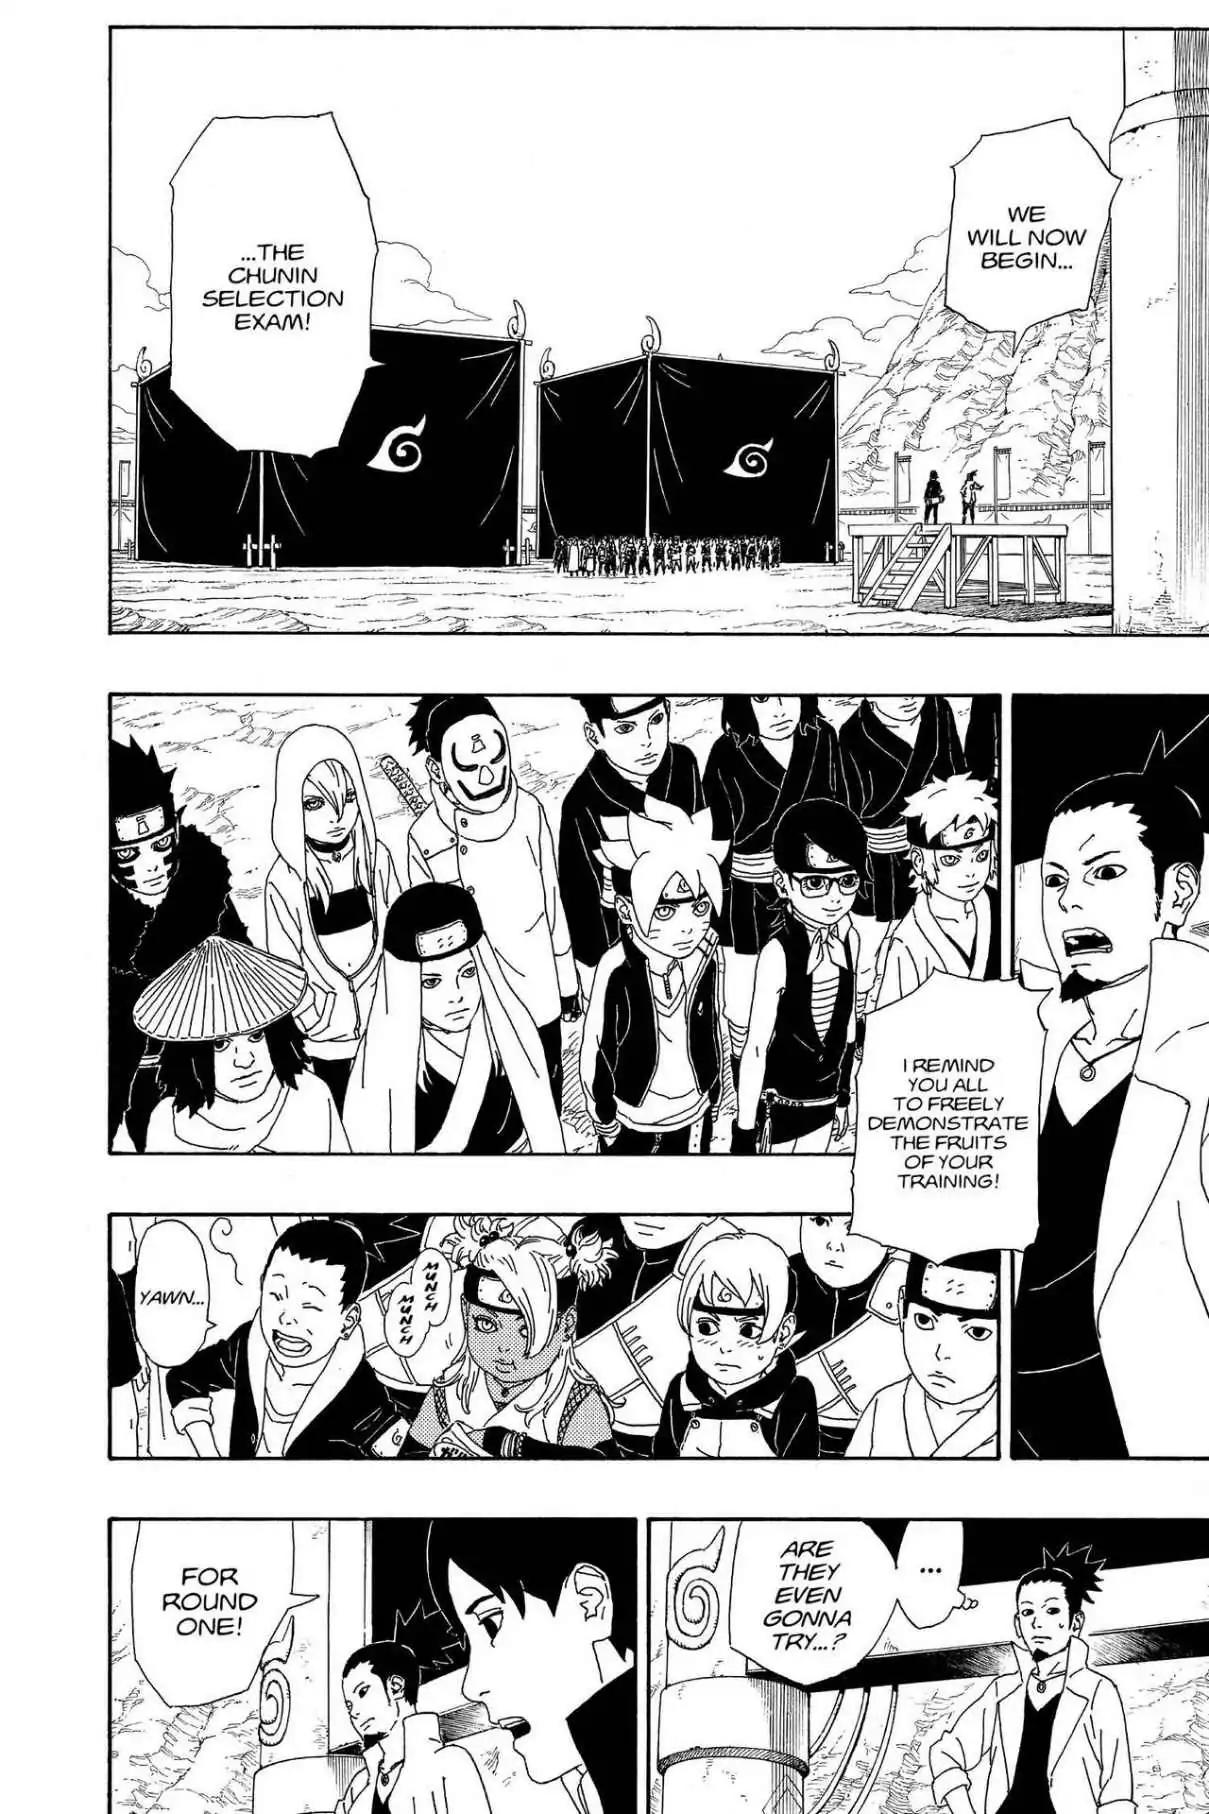 WE
WILL NOW
BEGIN...
...THE
CHUNIN
SELECTION
EXAM!
I REMIND
YOU ALL
TO FREELY
DEMONSTRATE
THE FRUITS
OF YOUR
TRAINING!
MUNCH
MUNCH
YAWN...
...
ARE
THEY
EVEN
GONNA
TRY...?
FOR
ROUND
ONE!